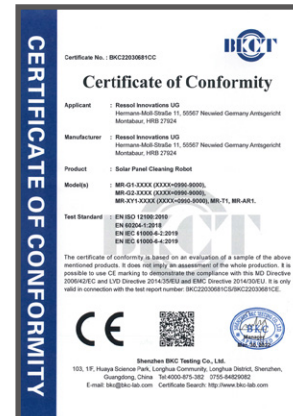 CERTIFICATE OF CONFORMITY
BKCT
Certificate No. : BKC22030681CC
Certificate of Conformity
Applicant : Ressol Innovations UG
Hermann-Moll-Straße 11, 56567 Neuwied Germany Amtsgericht
Montabaur, HRB 27924
Manufacturer : Ressol Innovations UG
Hermann-Moll-Straße 11, 56567 Neuwied Germany Amtsgericht
Montabaur, HRB 27924
Product : Solar Panel Cleaning Robot
Model(s) : MR-G1-XXXX (XXXX=0990-9000),
MR-G2-XXXX (XXXX=0990-9000),
MR-XY1-XXXX (XXXX=0990-9000), MR-T1, MR-AR1.
Test Standard : EN ISO 12100:2010
EN 60204-1:2018
EN IEC 61000-6-2:2019
EN IEC 61000-6-4:2019
BKCT
The certificate of conformity is based on an evaluation of a sample of the above
mentioned products. It does not imply an assessment of the whole production. It is
possible to use CE marking to demonstrate the compliance with this MD Directive
2006/42/EC and LVD Directive 2014/35/EU and EMC Directive 2014/30/EU. It is only
valid in connection with the test report number: BKC22030681CS/BKC22030681CE.
CE
BKC
Shenzhen BKC Testing Co., Ltd.
103, 1/F, Huaya Science Park, Longhua Community, Longhua District, Shenzhen,
Guangdong, China Tel:4000-875-382 0755-84829082
E-mail: bkc@bkc-lab.com Certificate Search: http://www.bkc-lab.com